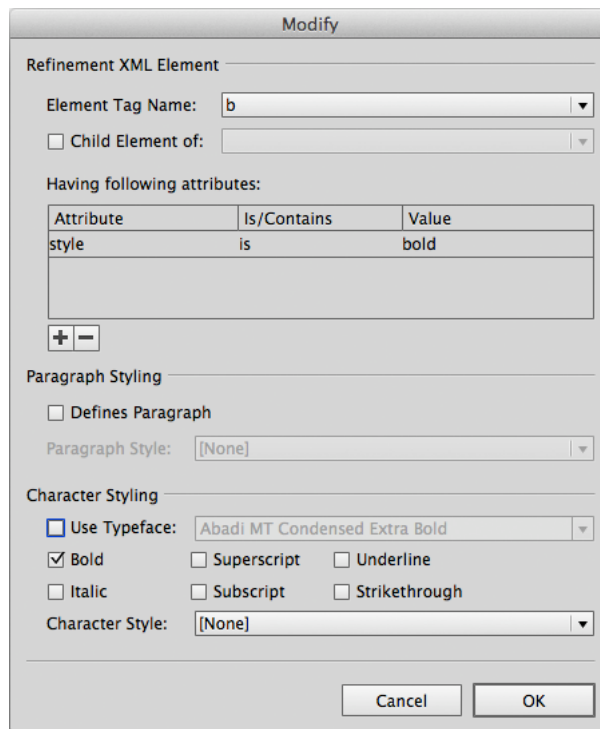 Modify
Refinement XML Element
Element Tag Name: b
Child Element of:
Having following attributes:
Attribute Is/Contains Value
style is bold
Paragraph Styling
Defines Paragraph
Paragraph Style: [None]
Character Styling
Use Typeface: Abadi MT Condensed Extra Bold
Bold Superscript Underline
Italic Subscript Strikethrough
Character Style: [None]
Cancel OK